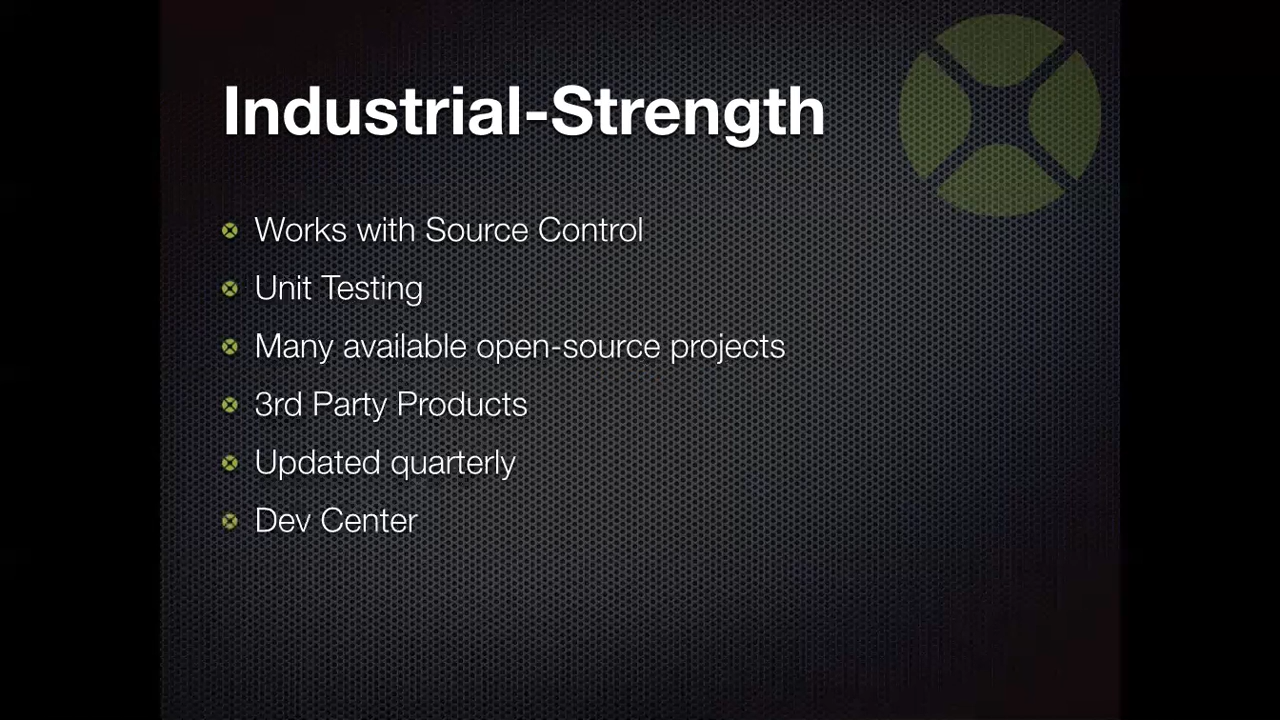 Industrial-Strength
Works with Source Control
Unit Testing
Many available open-source projects
3rd Party Products
Updated quarterly
Dev Center